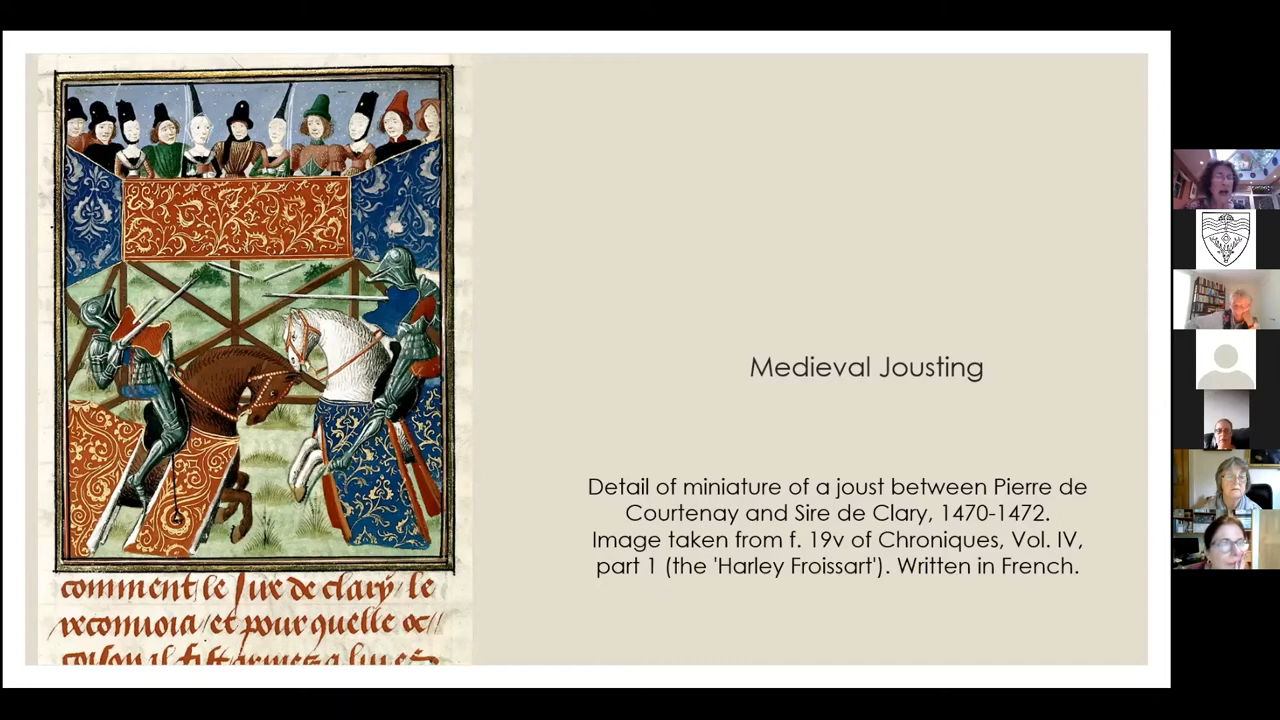 comment le sire de clary le
reconvoia et pour quelle oc//
Medieval Jousting
Detail of miniature of a joust between Pierre de
Courtenay and Sire de Clary, 1470-1472.
Image taken from f. 19v of Chroniques, Vol. IV,
part 1 (the 'Harley Froissart'). Written in French.